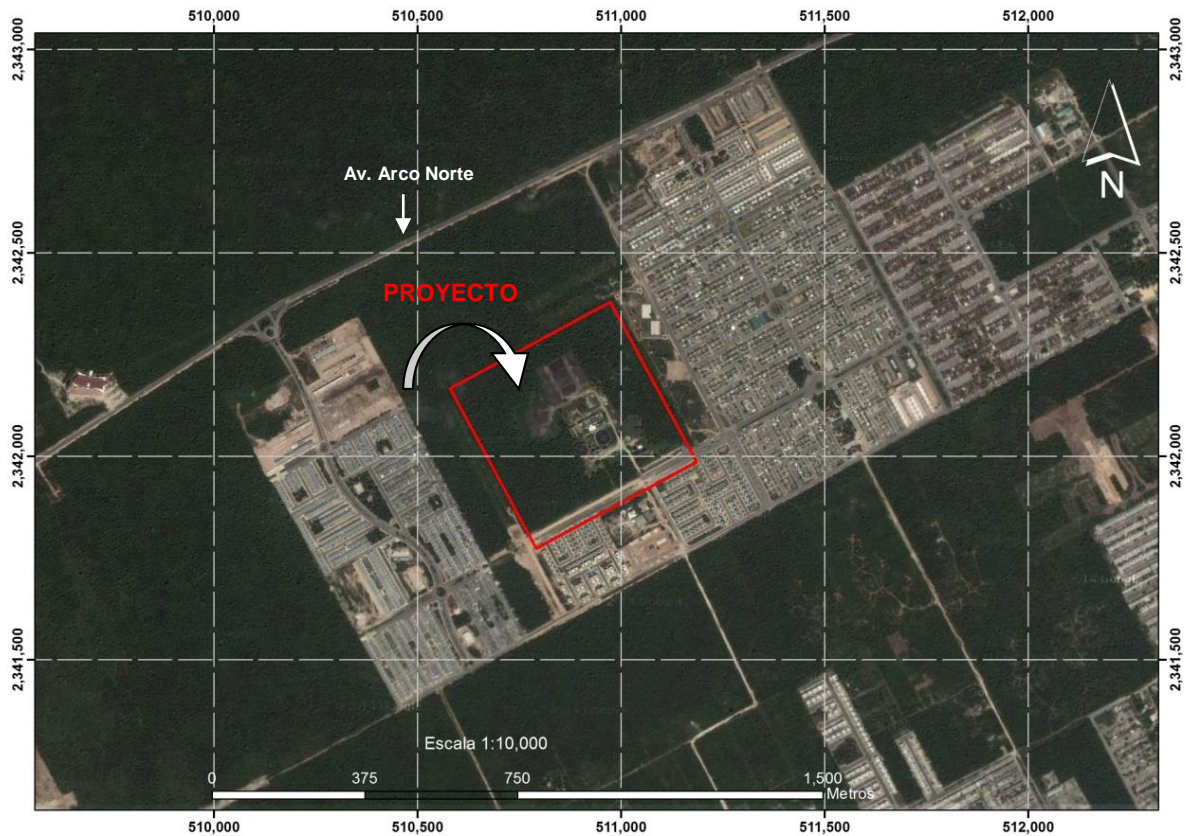 510,000 510,500 511,000 511,500 512,000
2,343,000 2,343,000
Av. Arco Norte
N
2,342,500 2,342,500
PROYECTO
2,342,000 2,342,000
2,341,500 2,341,500
Escala 1:10,000
0 375 750 1,500
Metros
510,000 510,500 511,000 511,500 512,000